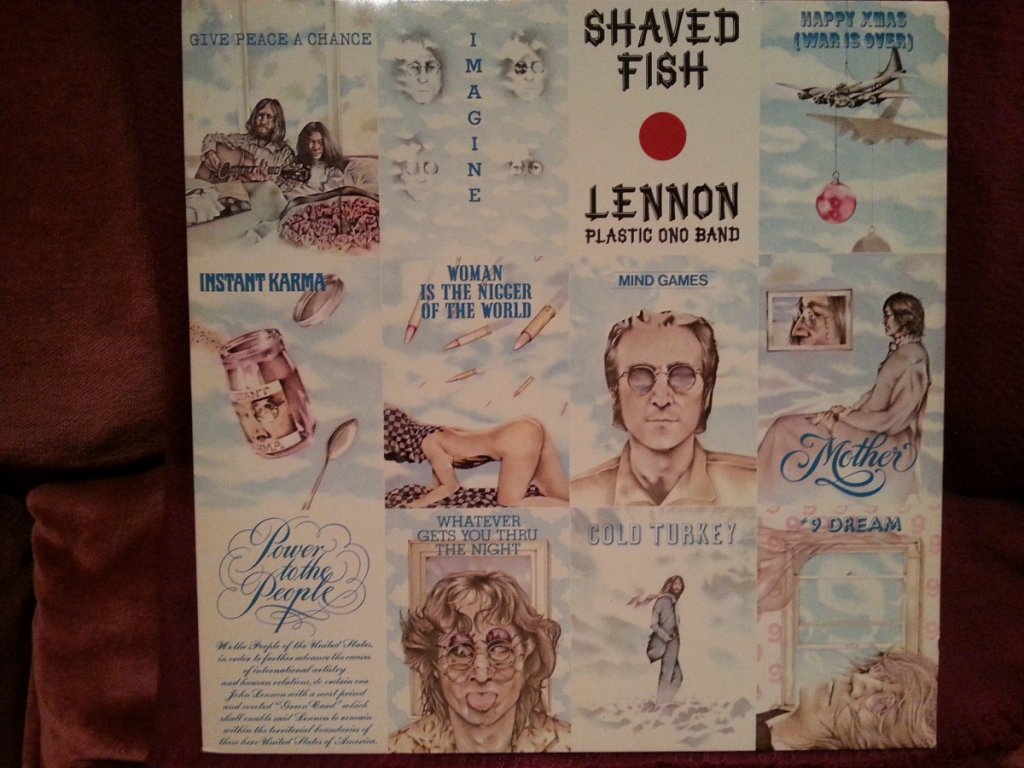 GIVE PEACE A CHANCE
IMAGINE
SHAVED
FISH
LENNON
PLASTIC ONO BAND
HAPPY XMAS
(WAR IS OVER)
INSTANT KARMA
WOMAN
IS THE NIGGER
OF THE WORLD
MIND GAMES
Mother
Power
to the
People
We the People of the United States,
in order to further advance the causes
of international artistry
and human relations, do ordain one
John Lennon with a most prized
and coveted "Green Card" which
shall enable said Lennon to remain
within the territorial boundaries of
these here United States of America.
WHATEVER
GETS YOU THRU
THE NIGHT
COLD TURKEY
#9 DREAM